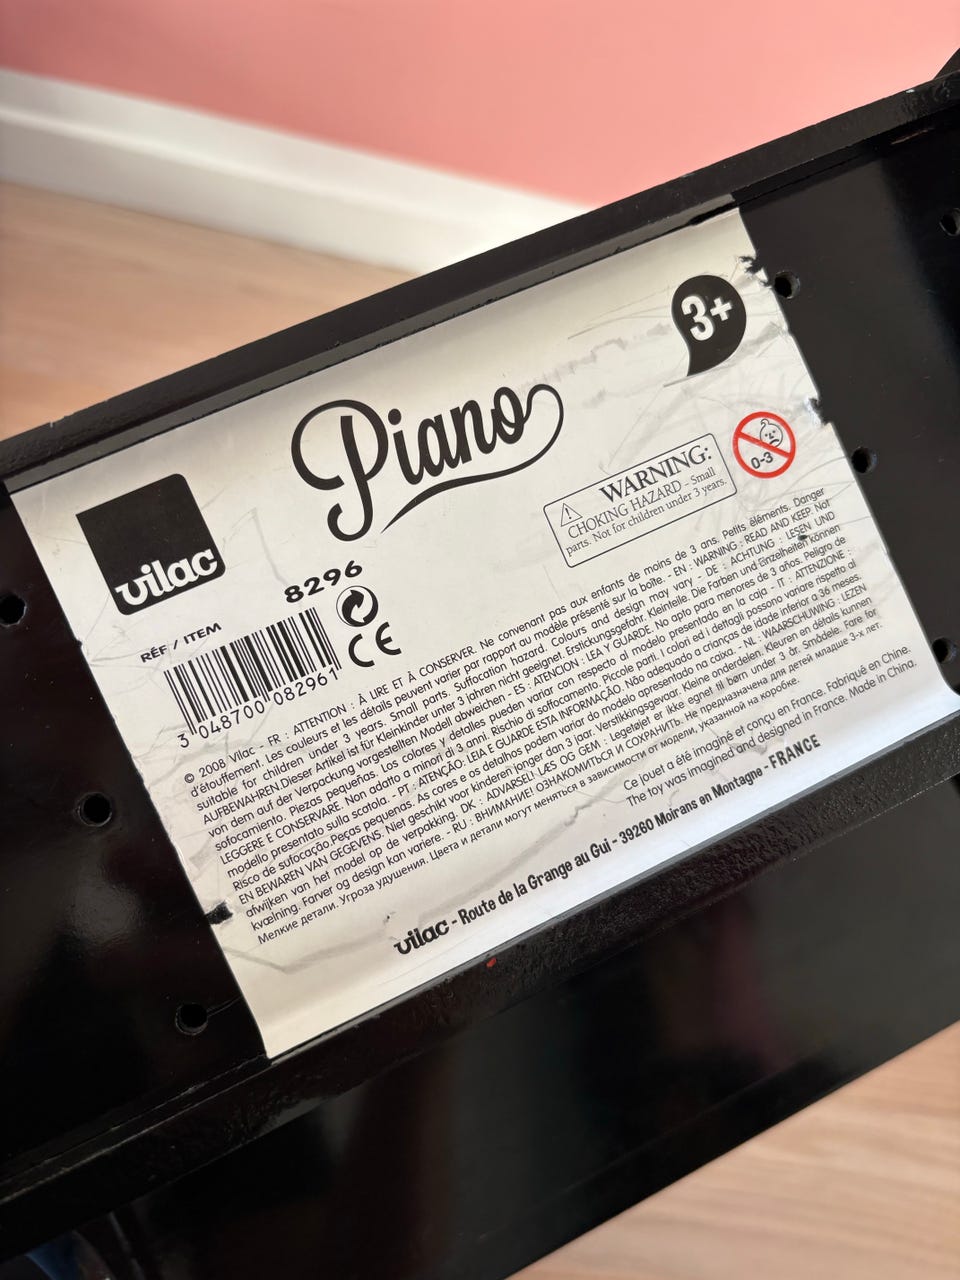 3+
Piano
vilac
WARNING:
CHOKING HAZARD - Small
parts. Not for children under 3 years.
0-3
8296
RÉF / ITEM
CE
3 048700 082961
© 2008 Vilac - FR : ATTENTION : À LIRE ET À CONSERVER. Ne convenant pas aux enfants de moins de 3 ans. Petits éléments. Danger
d'étouffement. Les couleurs et les détails peuvent varier par rapport au modèle présenté sur la boîte. - EN : WARNING : READ AND KEEP. Not
suitable for children under 3 years. Small parts. Suffocation hazard. Colours and design may vary - DE : ACHTUNG : LESEN UND
AUFBEWAHREN.Dieser Artikel ist für Kleinkinder unter 3 jahren nicht geeignet. Erstickungsgefahr. Kleinteile. Die Farben und Einzelheiten können
von dem auf der Verpackung vorgestellten Modell abweichen - ES : ATENCION : LEA Y GUARDE. No apto para menores de 3 años. Peligro de
sofocamiento. Piezas pequeñas. Los colores y detalles pueden variar con respecto al modelo presentado en la caja - IT : ATTENZIONE :
LEGGERE E CONSERVARE. Non adatto a minori di 3 anni. Rischio di soffocamento. Piccole parti. I colori ed i dettagli possono variare rispetto al
modello presentato sulla scatola. - PT : ATENÇÃO: LEIA E GUARDE ESTA INFORMAÇÃO. Não adequado a crianças de idade inferior a 36 meses.
Risco de sufocação.Peças pequenas. As cores e os detalhes podem variar do modelo apresentado na caixa. - NL : WAARSCHUWING : LEZEN
EN BEWAREN VAN GEGEVENS. Niet geschikt voor kinderen jonger dan 3 jaar. Verstikkingsgevaar. Kleine onderdelen. Kleuren en details kunnen
afwijken van het model op de verpakking. DK : ADVARSEL: LÆS OG GEM : Legetøjet er ikke egnet til børn under 3 år. Smådele. Fare for
kvælning. Farver og design kan variere. - RU : ВНИМАНИЕ! ОЗНАКОМИТЬСЯ И СОХРАНИТЬ. Не предназначена для детей младше 3-х лет.
Мелкие детали. Угроза удушения. Цвета и детали могут меняться в зависимости от модели, указанной на коробке.
Ce jouet a été imaginé et conçu en France. Fabriqué en Chine.
The toy was imagined and designed in France. Made in China.
vilac - Route de la Grange au Gui - 39260 Moirans en Montagne - FRANCE